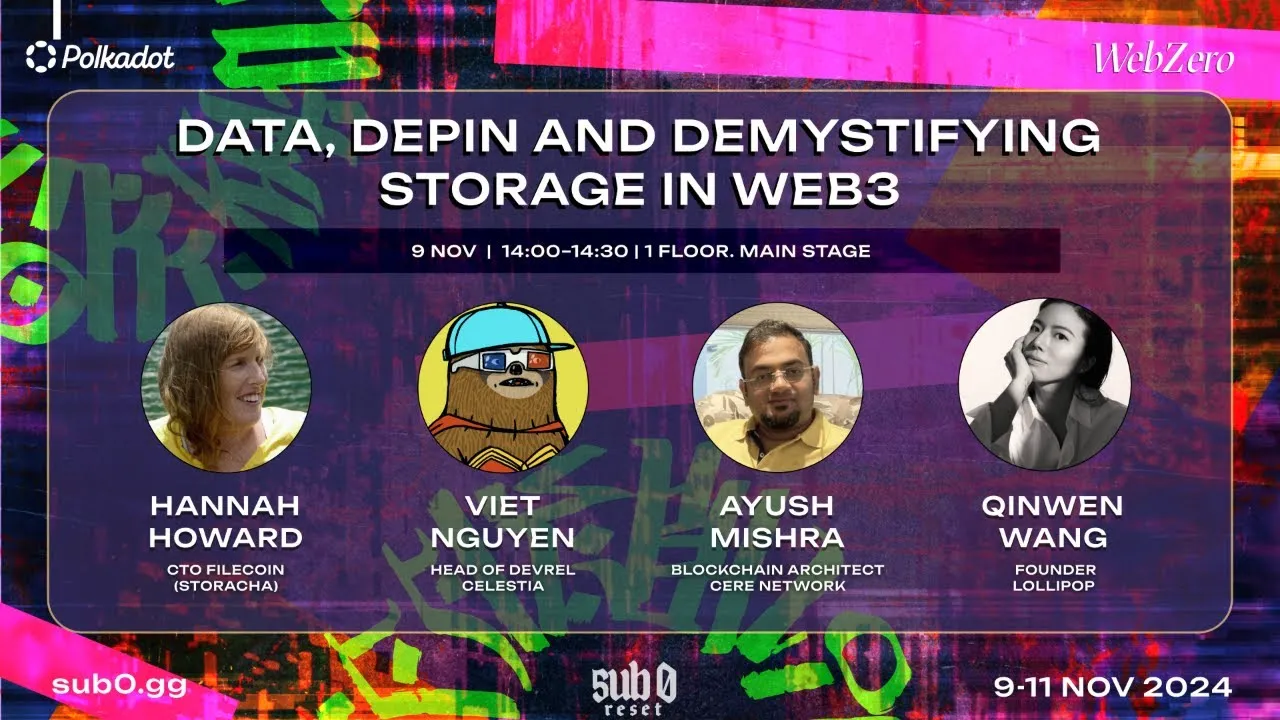 Polkadot
WebZero
DATA, DEPIN AND DEMYSTIFYING
STORAGE IN WEB3
9 NOV | 14:00-14:30 | 1 FLOOR. MAIN STAGE
HANNAH
HOWARD
CTO FILECOIN
(STORACHA)
VIET
NGUYEN
HEAD OF DEVREL
CELESTIA
AYUSH
MISHRA
BLOCKCHAIN ARCHITECT
CERE NETWORK
QINWEN
WANG
FOUNDER
LOLLIPOP
sub0.gg
sub0
reset
9-11 NOV 2024